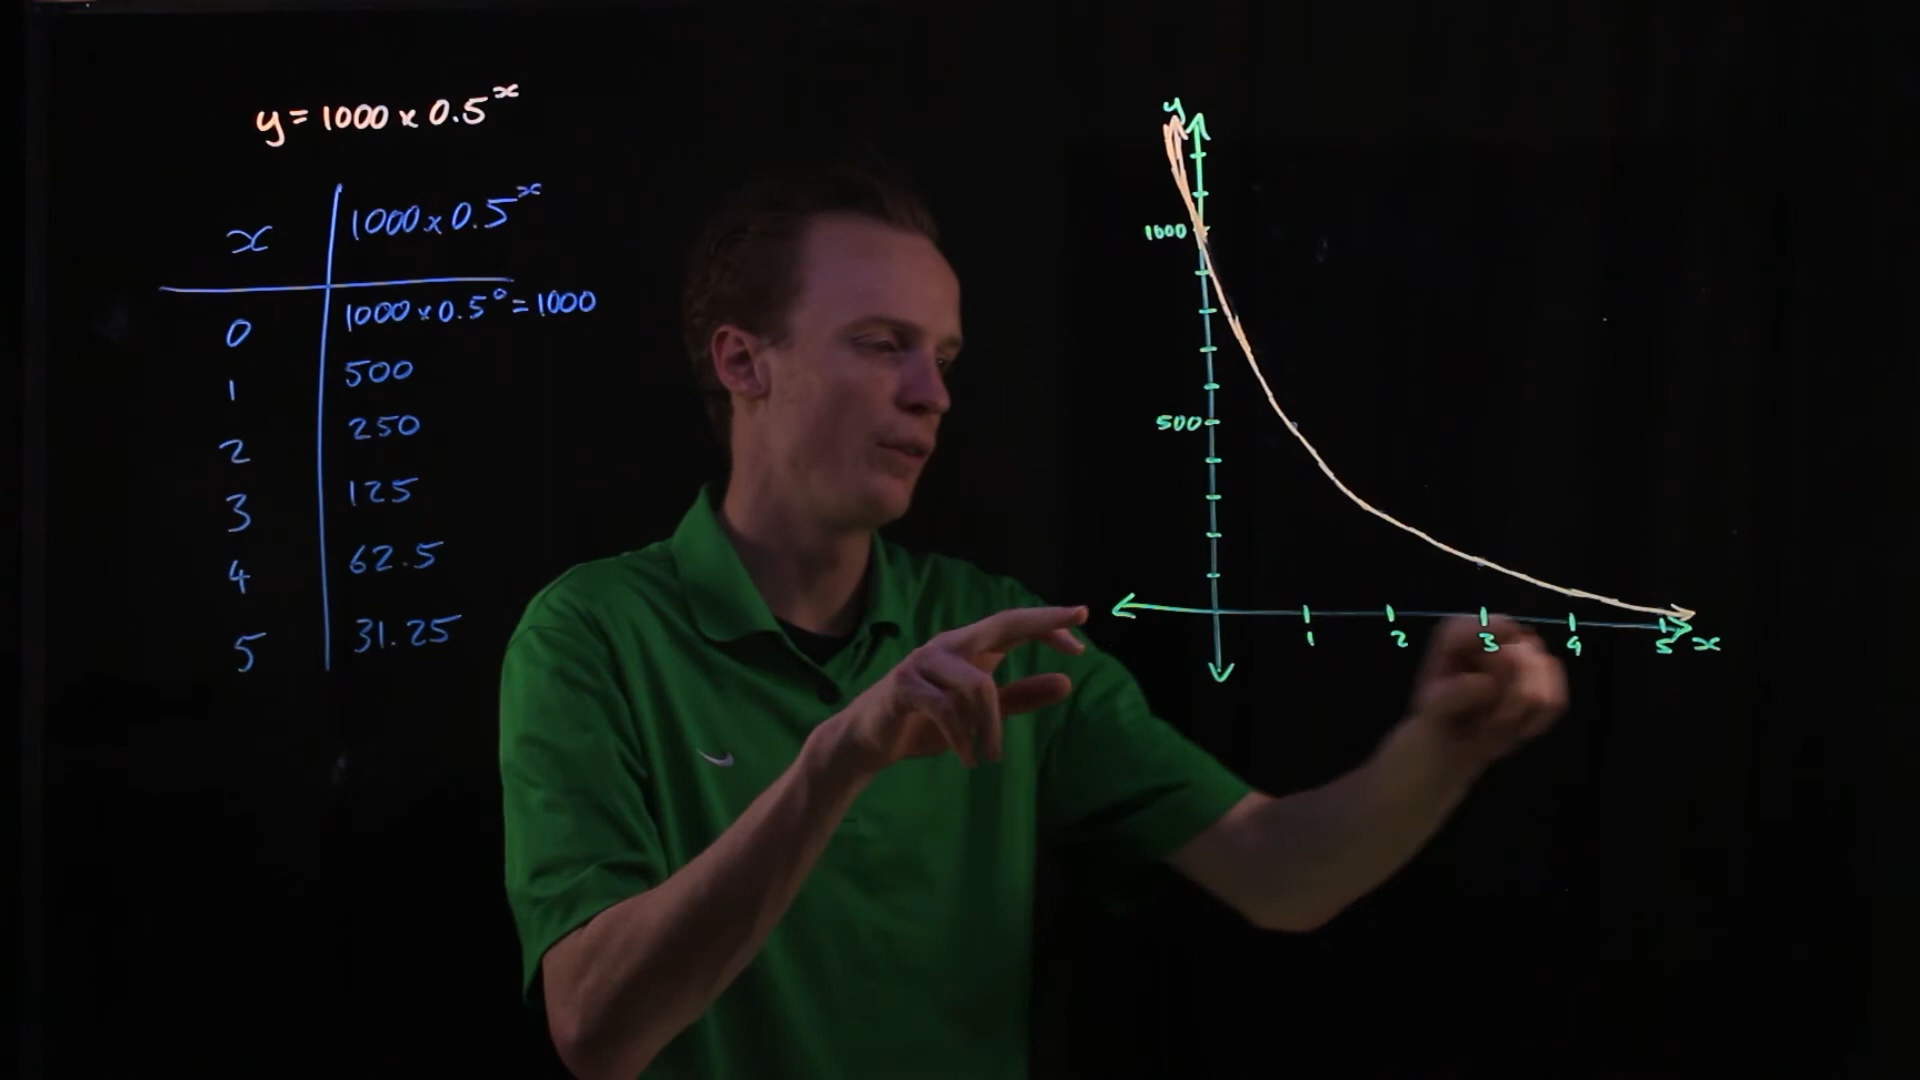 y = 1000 x 0.5^x
x | 1000 x 0.5^x
0 | 1000 x 0.5^0 = 1000
1 | 500
2 | 250
3 | 125
4 | 62.5
5 | 31.25
y
1000
500
1 2 3 4 5 x